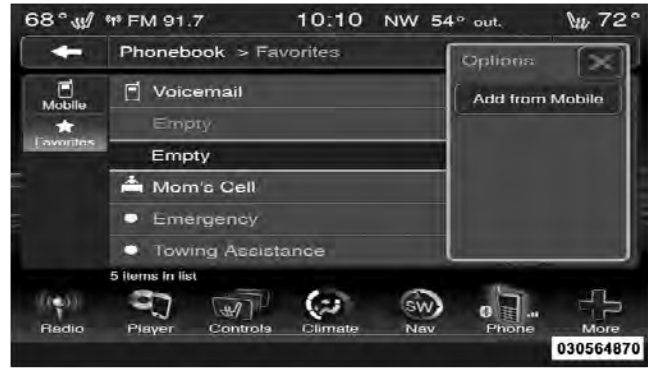 68° FM 91.7 10:10 NW 54° out. 72°
Phonebook > Favorites
Options
Mobile
Voicemail
Add from Mobile
Favorites
Empty
Empty
Mom's Cell
Emergency
Towing Assistance
5 items in list
SW
Radio Player Controls Climate Nav Phone More
030564870